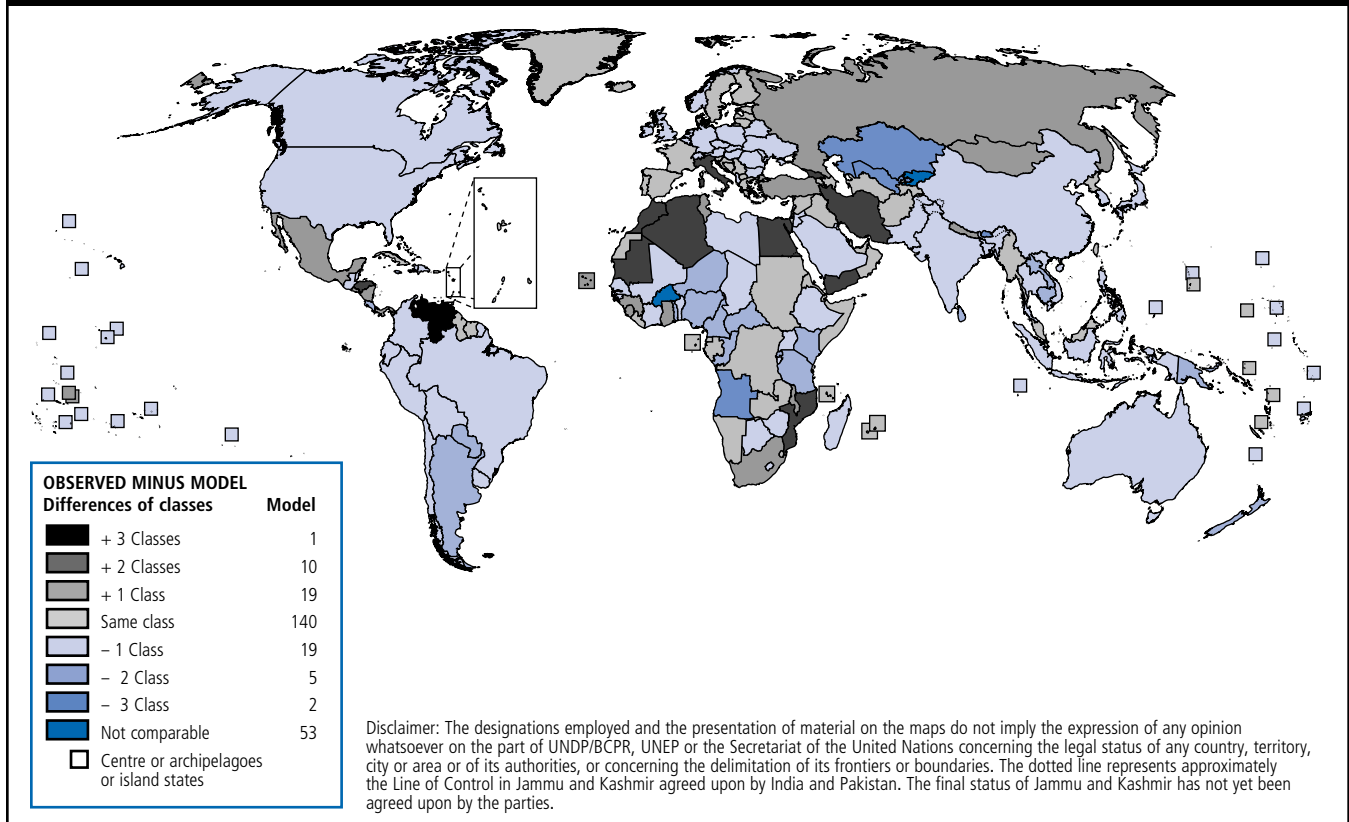 OBSERVED MINUS MODEL
Differences of classes Model
+ 3 Classes 1
+ 2 Classes 10
+ 1 Class 19
Same class 140
– 1 Class 19
– 2 Class 5
– 3 Class 2
Not comparable 53
Centre or archipelagoes
or island states
Disclaimer: The designations employed and the presentation of material on the maps do not imply the expression of any opinion
whatsoever on the part of UNDP/BCPR, UNEP or the Secretariat of the United Nations concerning the legal status of any country, territory,
city or area or of its authorities, or concerning the delimitation of its frontiers or boundaries. The dotted line represents approximately
the Line of Control in Jammu and Kashmir agreed upon by India and Pakistan. The final status of Jammu and Kashmir has not yet been
agreed upon by the parties.